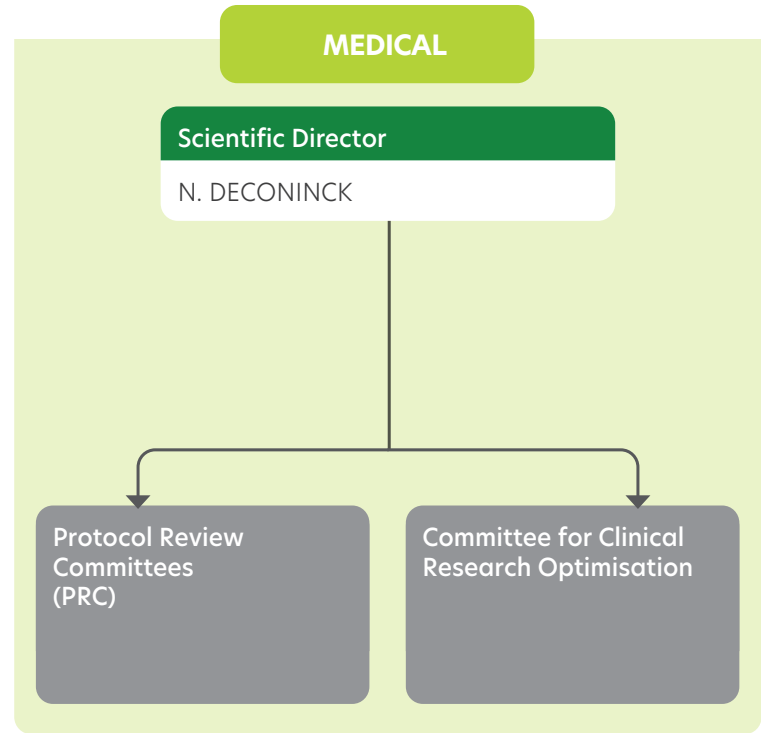 MEDICAL
Scientific Director
N. DECONINCK
Protocol Review
Committees
(PRC)
Committee for Clinical
Research Optimisation